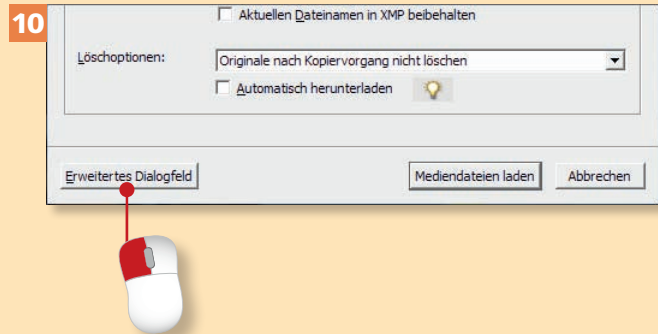 10
Aktuellen Dateinamen in XMP beibehalten
Löschoptionen: Originale nach Kopiervorgang nicht löschen
Automatisch herunterladen
Erweitertes Dialogfeld Mediendateien laden Abbrechen